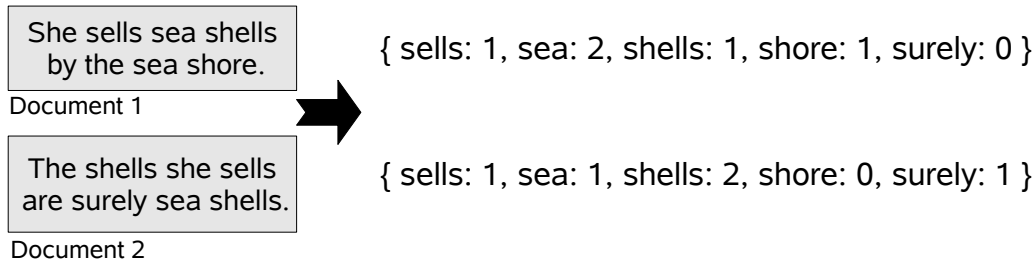 She sells sea shells
by the sea shore.
Document 1
{ sells: 1, sea: 2, shells: 1, shore: 1, surely: 0 }
The shells she sells
are surely sea shells.
Document 2
{ sells: 1, sea: 1, shells: 2, shore: 0, surely: 1 }